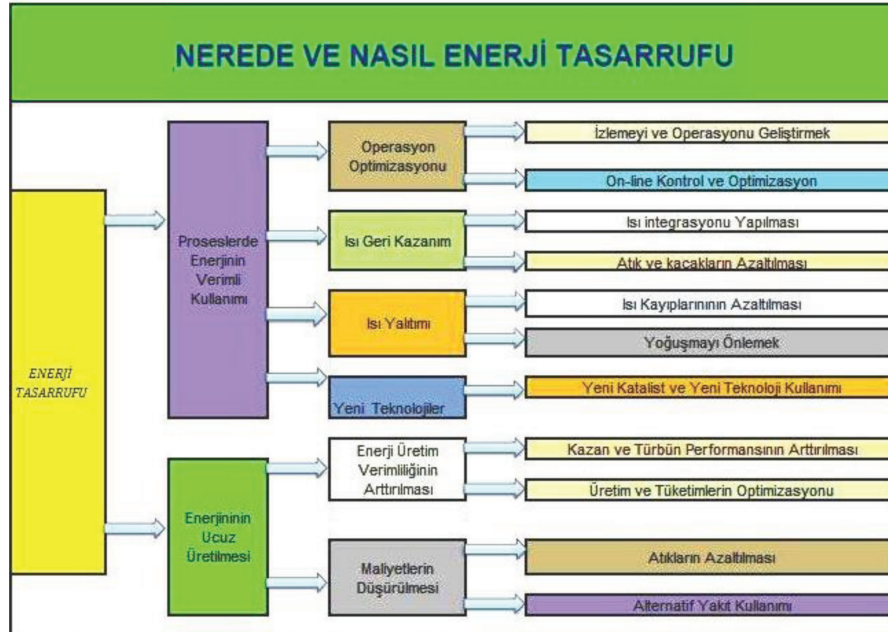 NEREDE VE NASIL ENERJİ TASARRUFU
ENERJİ
TASARRUFU
Proseslerde
Enerjinin
Verimli
Kullanımı
Operasyon
Optimizasyonu
İzlemeyi ve Operasyonu Geliştirmek
On-line Kontrol ve Optimizasyon
Isı Geri Kazanım
Isı integrasyonu Yapılması
Atık ve kacakların Azaltılması
Isı Yalıtımı
Isı Kayıplarınının Azaltılması
Yoğuşmayı Önlemek
Yeni Teknolojiler
Yeni Katalist ve Yeni Teknoloji Kullanımı
Enerjininin
Ucuz
Üretilmesi
Enerji Üretim
Verimliliğinin
Arttırılması
Kazan ve Türbün Performansının Arttırılması
Üretim ve Tüketimlerin Optimizasyonu
Maliyetlerin
Düşürülmesi
Atıkların Azaltılması
Alternatif Yakıt Kullanımı